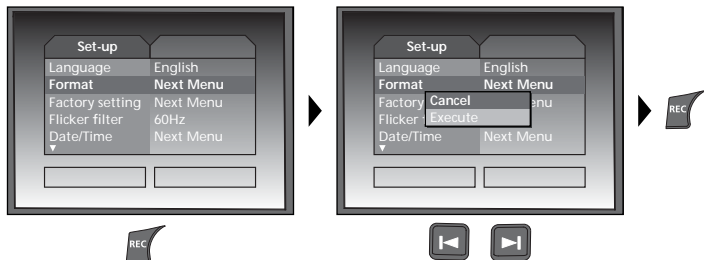 Set-up
Language English
Format Next Menu
Factory setting Next Menu
Flicker filter 60Hz
Date/Time Next Menu
REC
Set-up
Language English
Format Next Menu
Factory Cancel enu
Flicker Execute
Date/Time Next Menu
REC